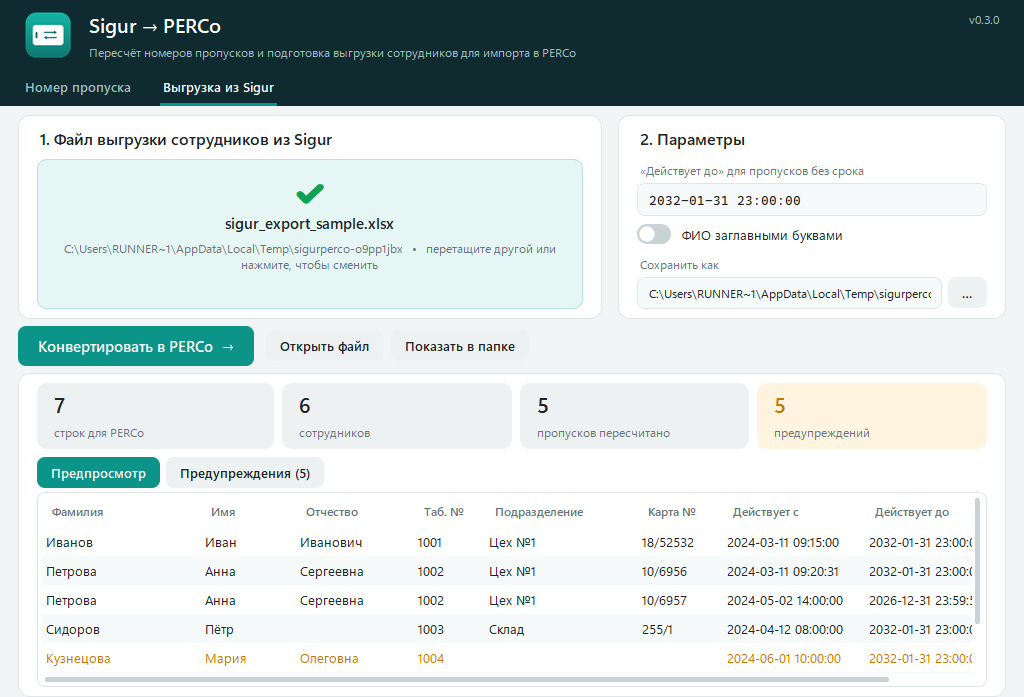 Sigur → PERCo
v0.3.0
Пересчёт номеров пропусков и подготовка выгрузки сотрудников для импорта в PERCo
Номер пропуска
Выгрузка из Sigur
1. Файл выгрузки сотрудников из Sigur
sigur_export_sample.xlsx
C:\Users\RUNNER~1\AppData\Local\Temp\sigurperco-o9pp1jbx • перетащите другой или
нажмите, чтобы сменить
2. Параметры
«Действует до» для пропусков без срока
2032-01-31 23:00:00
ФИО заглавными буквами
Сохранить как
C:\Users\RUNNER~1\AppData\Local\Temp\sigurperc
...
Конвертировать в PERCo →
Открыть файл
Показать в папке
7
строк для PERCo
6
сотрудников
5
пропусков пересчитано
5
предупреждений
Предпросмотр
Предупреждения (5)
Фамилия Имя Отчество Таб. № Подразделение Карта № Действует с Действует до
Иванов Иван Иванович 1001 Цех №1 18/52532 2024-03-11 09:15:00 2032-01-31 23:00:0
Петрова Анна Сергеевна 1002 Цех №1 10/6956 2024-03-11 09:20:31 2032-01-31 23:00:0
Петрова Анна Сергеевна 1002 Цех №1 10/6957 2024-05-02 14:00:00 2026-12-31 23:59:
Сидоров Пётр 1003 Склад 255/1 2024-04-12 08:00:00 2032-01-31 23:00:0
Кузнецова Мария Олеговна 1004 2024-06-01 10:00:00 2032-01-31 23:00:0